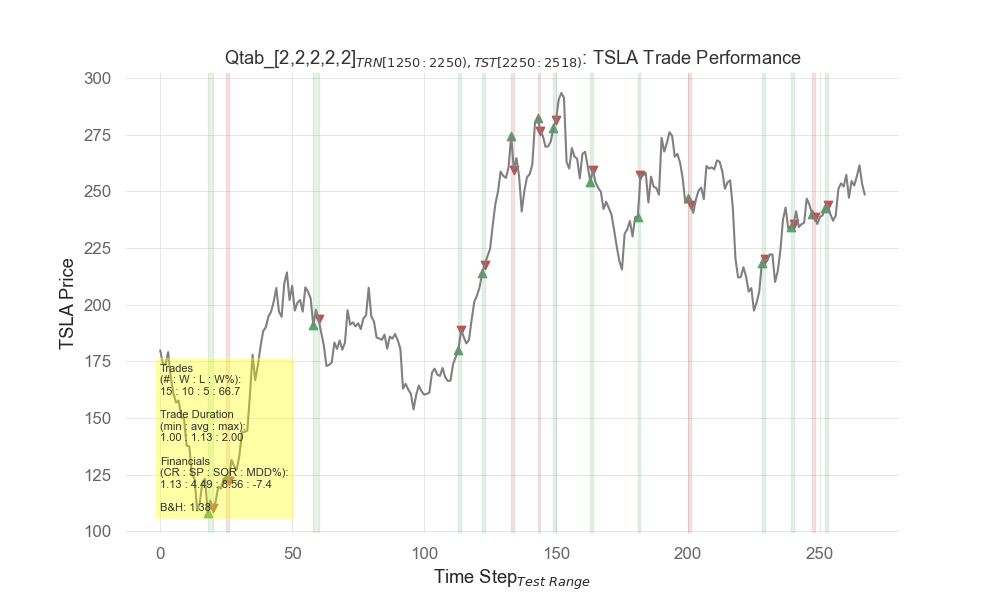 Qtab_[2,2,2,2,2]TRN[1250:2250),TST[2250:2518): TSLA Trade Performance
300
275
250
225
200
175
150
125
100
TSLA Price
Trades
(# : W : L : W%):
15 : 10 : 5 : 66.7
Trade Duration
(min : avg : max):
1.00 : 1.13 : 2.00
Financials
(CR : SP : SQR : MDD%):
1.13 : 4.49 : 8.56 : -7.4
B&H: 1.38
0 50 100 150 200 250
Time StepTest Range